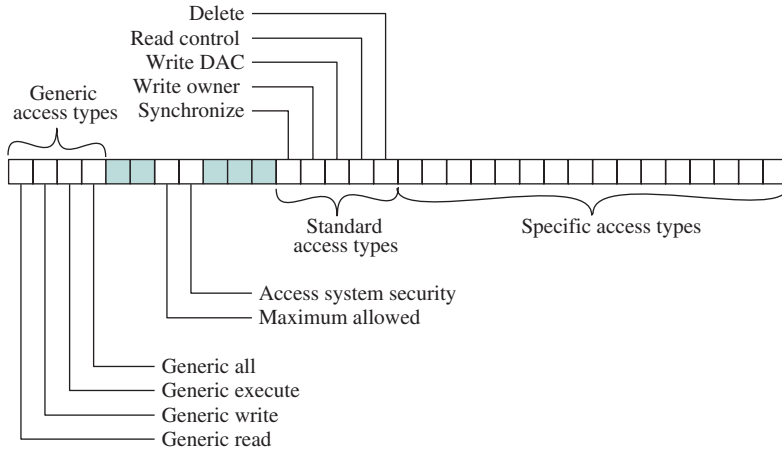 Delete
Read control
Write DAC
Write owner
Synchronize
Generic
access types
Standard
access types
Specific access types
Access system security
Maximum allowed
Generic all
Generic execute
Generic write
Generic read